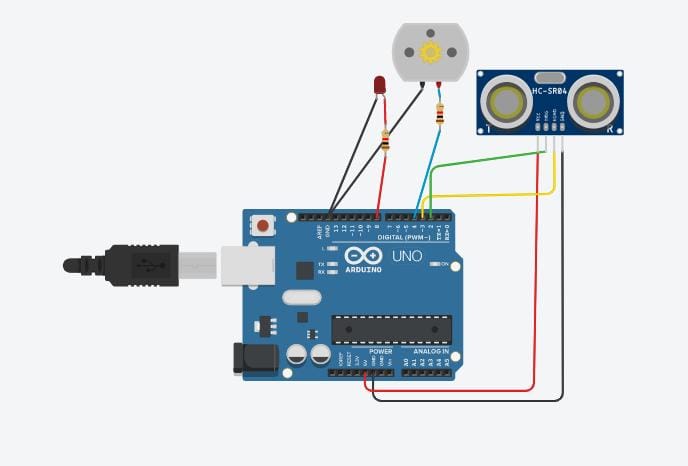 HC-SR04
VCC
TRIG
ECHO
GND
T
R
AREF
GND
13
12
~11
~10
~9
8
7
~6
~5
4
~3
2
TX→1
RX←0
DIGITAL (PWM~)
L
TX
RX
ARDUINO
UNO
ON
POWER
ANALOG IN
IOREF
RESET
3.3V
5V
GND
GND
Vin
A0
A1
A2
A3
A4
A5